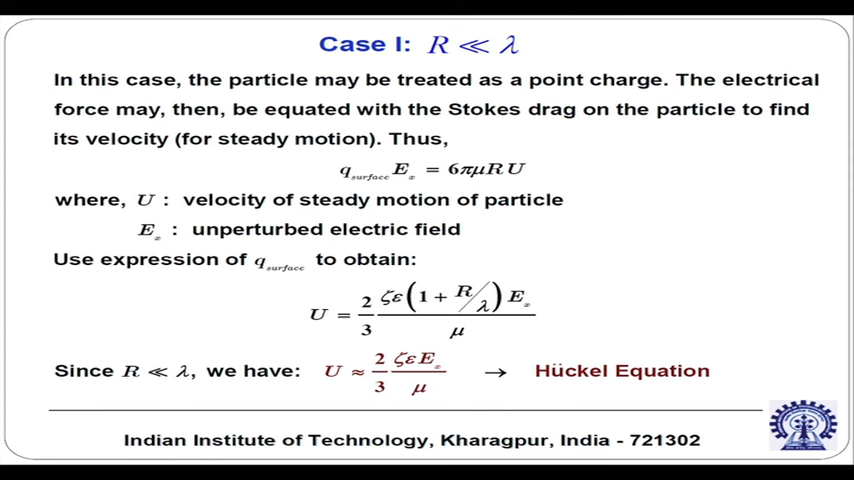 Case I: R ≪ λ
In this case, the particle may be treated as a point charge. The electrical
force may, then, be equated with the Stokes drag on the particle to find
its velocity (for steady motion). Thus,
q_surface E_x = 6πμRU
where, U : velocity of steady motion of particle
E_x : unperturbed electric field
Use expression of q_surface to obtain:
U = 2/3 ζε(1 + R/λ)E_x / μ
Since R ≪ λ, we have: U ≈ 2/3 ζεE_x / μ → Hückel Equation
Indian Institute of Technology, Kharagpur, India - 721302